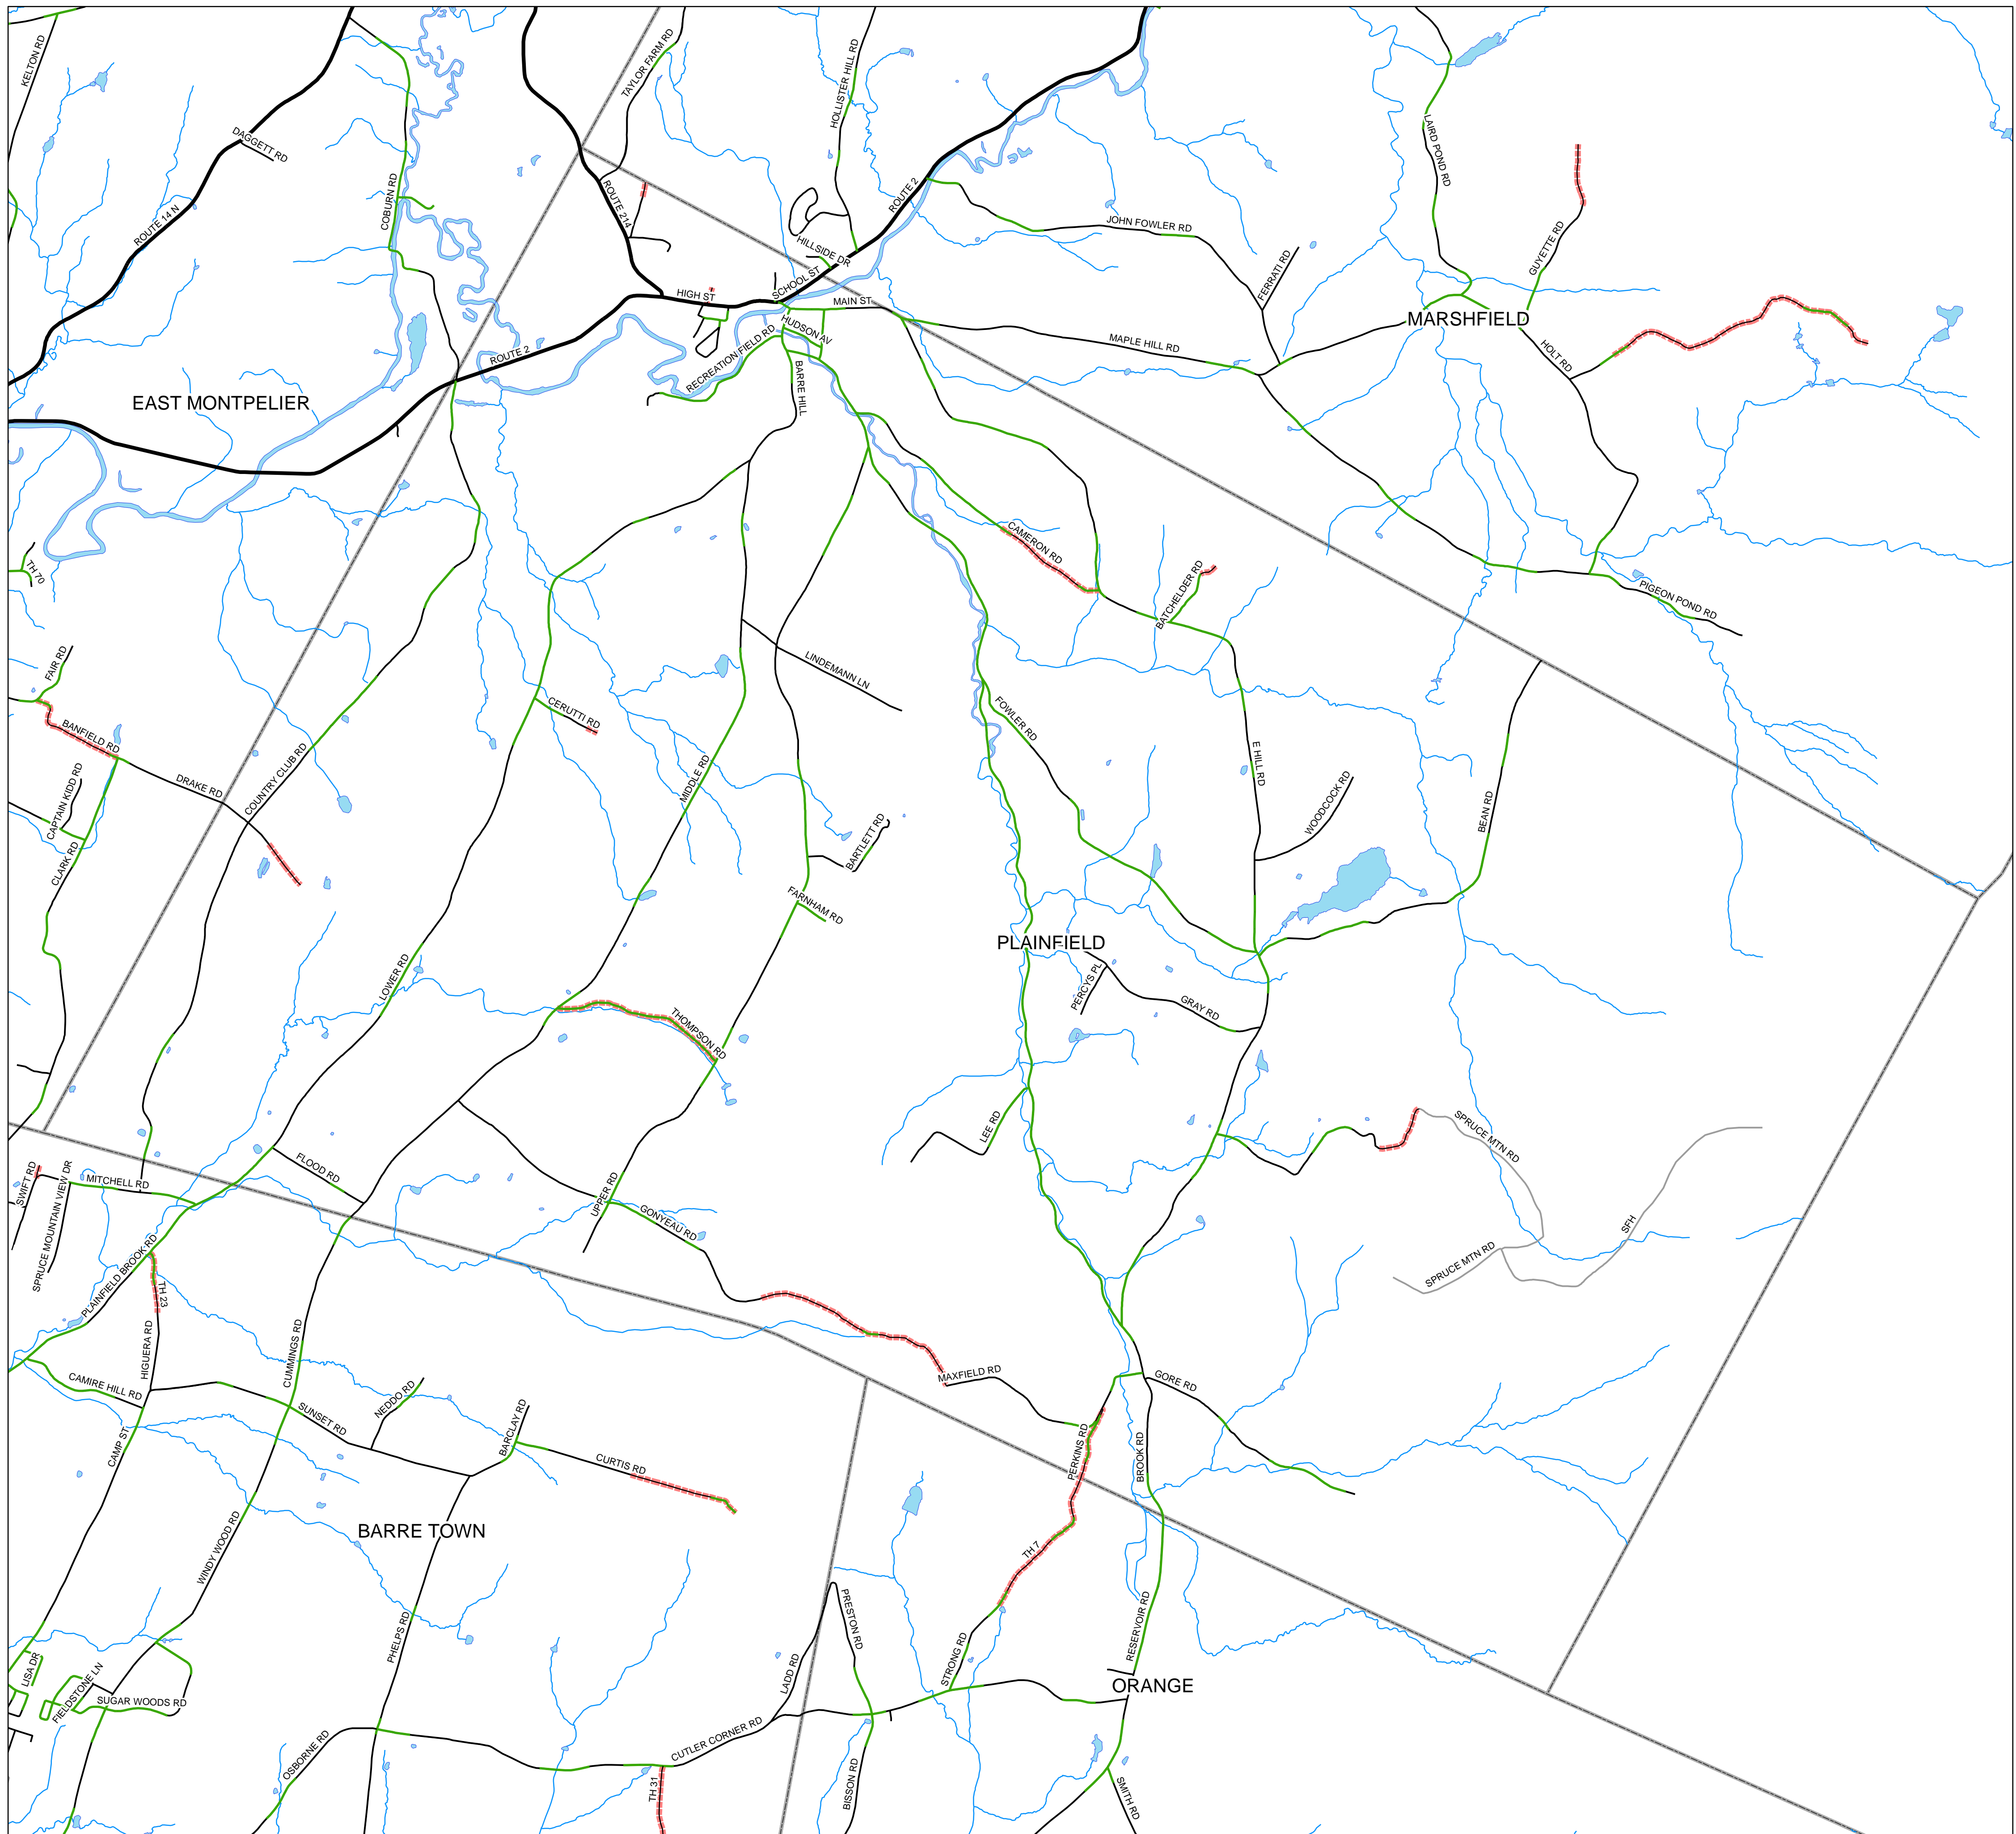 KELTON RD
TAYLOR FARM RD
HOLLISTER HILL RD
DAGGETT RD
LAIRD POND RD
COBURN RD
ROUTE 14 N
ROUTE 214
ROUTE 2
JOHN FOWLER RD
GUYETTE RD
HILLSIDE DR
FERRATI RD
SCHOOL ST
HIGH ST
MAIN ST
MARSHFIELD
HUDSON AV
MAPLE HILL RD
HOLT RD
ROUTE 2
RECREATION FIELD RD
BARRE HILL
EAST MONTPELIER
CAMERON RD
TH 70
BATCHELDER RD
PIGEON POND RD
FAIR RD
LINDEMANN LN
CERUTTI RD
FOWLER RD
BANFIELD RD
DRAKE RD
COUNTRY CLUB RD
MIDDLE RD
E HILL RD
CAPTAIN KIDD RD
WOODCOCK RD
BEAN RD
BARTLETT RD
CLARK RD
FARNHAM RD
PLAINFIELD
LOWER RD
PERCYS PL
GRAY RD
THOMPSON RD
LEE RD
SPRUCE MTN RD
FLOOD RD
SWIFT RD
MITCHELL RD
UPPER RD
SPRUCE MOUNTAIN VIEW DR
GONYEAU RD
SFH
SPRUCE MTN RD
PLAINFIELD BROOK RD
TH 23
HIGUERA RD
CUMMINGS RD
CAMIRE HILL RD
MAXFIELD RD
GORE RD
NEDDO RD
SUNSET RD
BARCLAY RD
CAMP ST
CURTIS RD
PERKINS RD
BROOK RD
BARRE TOWN
WINDY WOOD RD
TH 7
PRESTON RD
RESERVOIR RD
PHELPS RD
STRONG RD
LADD RD
LISA DR
FIELDSTONE LN
SUGAR WOODS RD
ORANGE
CUTLER CORNER RD
OSBORNE RD
TH 31
BISSON RD
SMITH RD